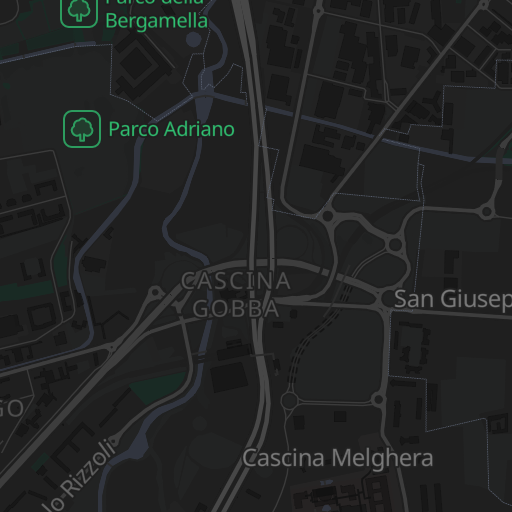 Parco della
Bergamella
Parco Adriano
CASCINA
GOBBA
San Giusep
GO
Cascina Melghera
lo Rizzoli